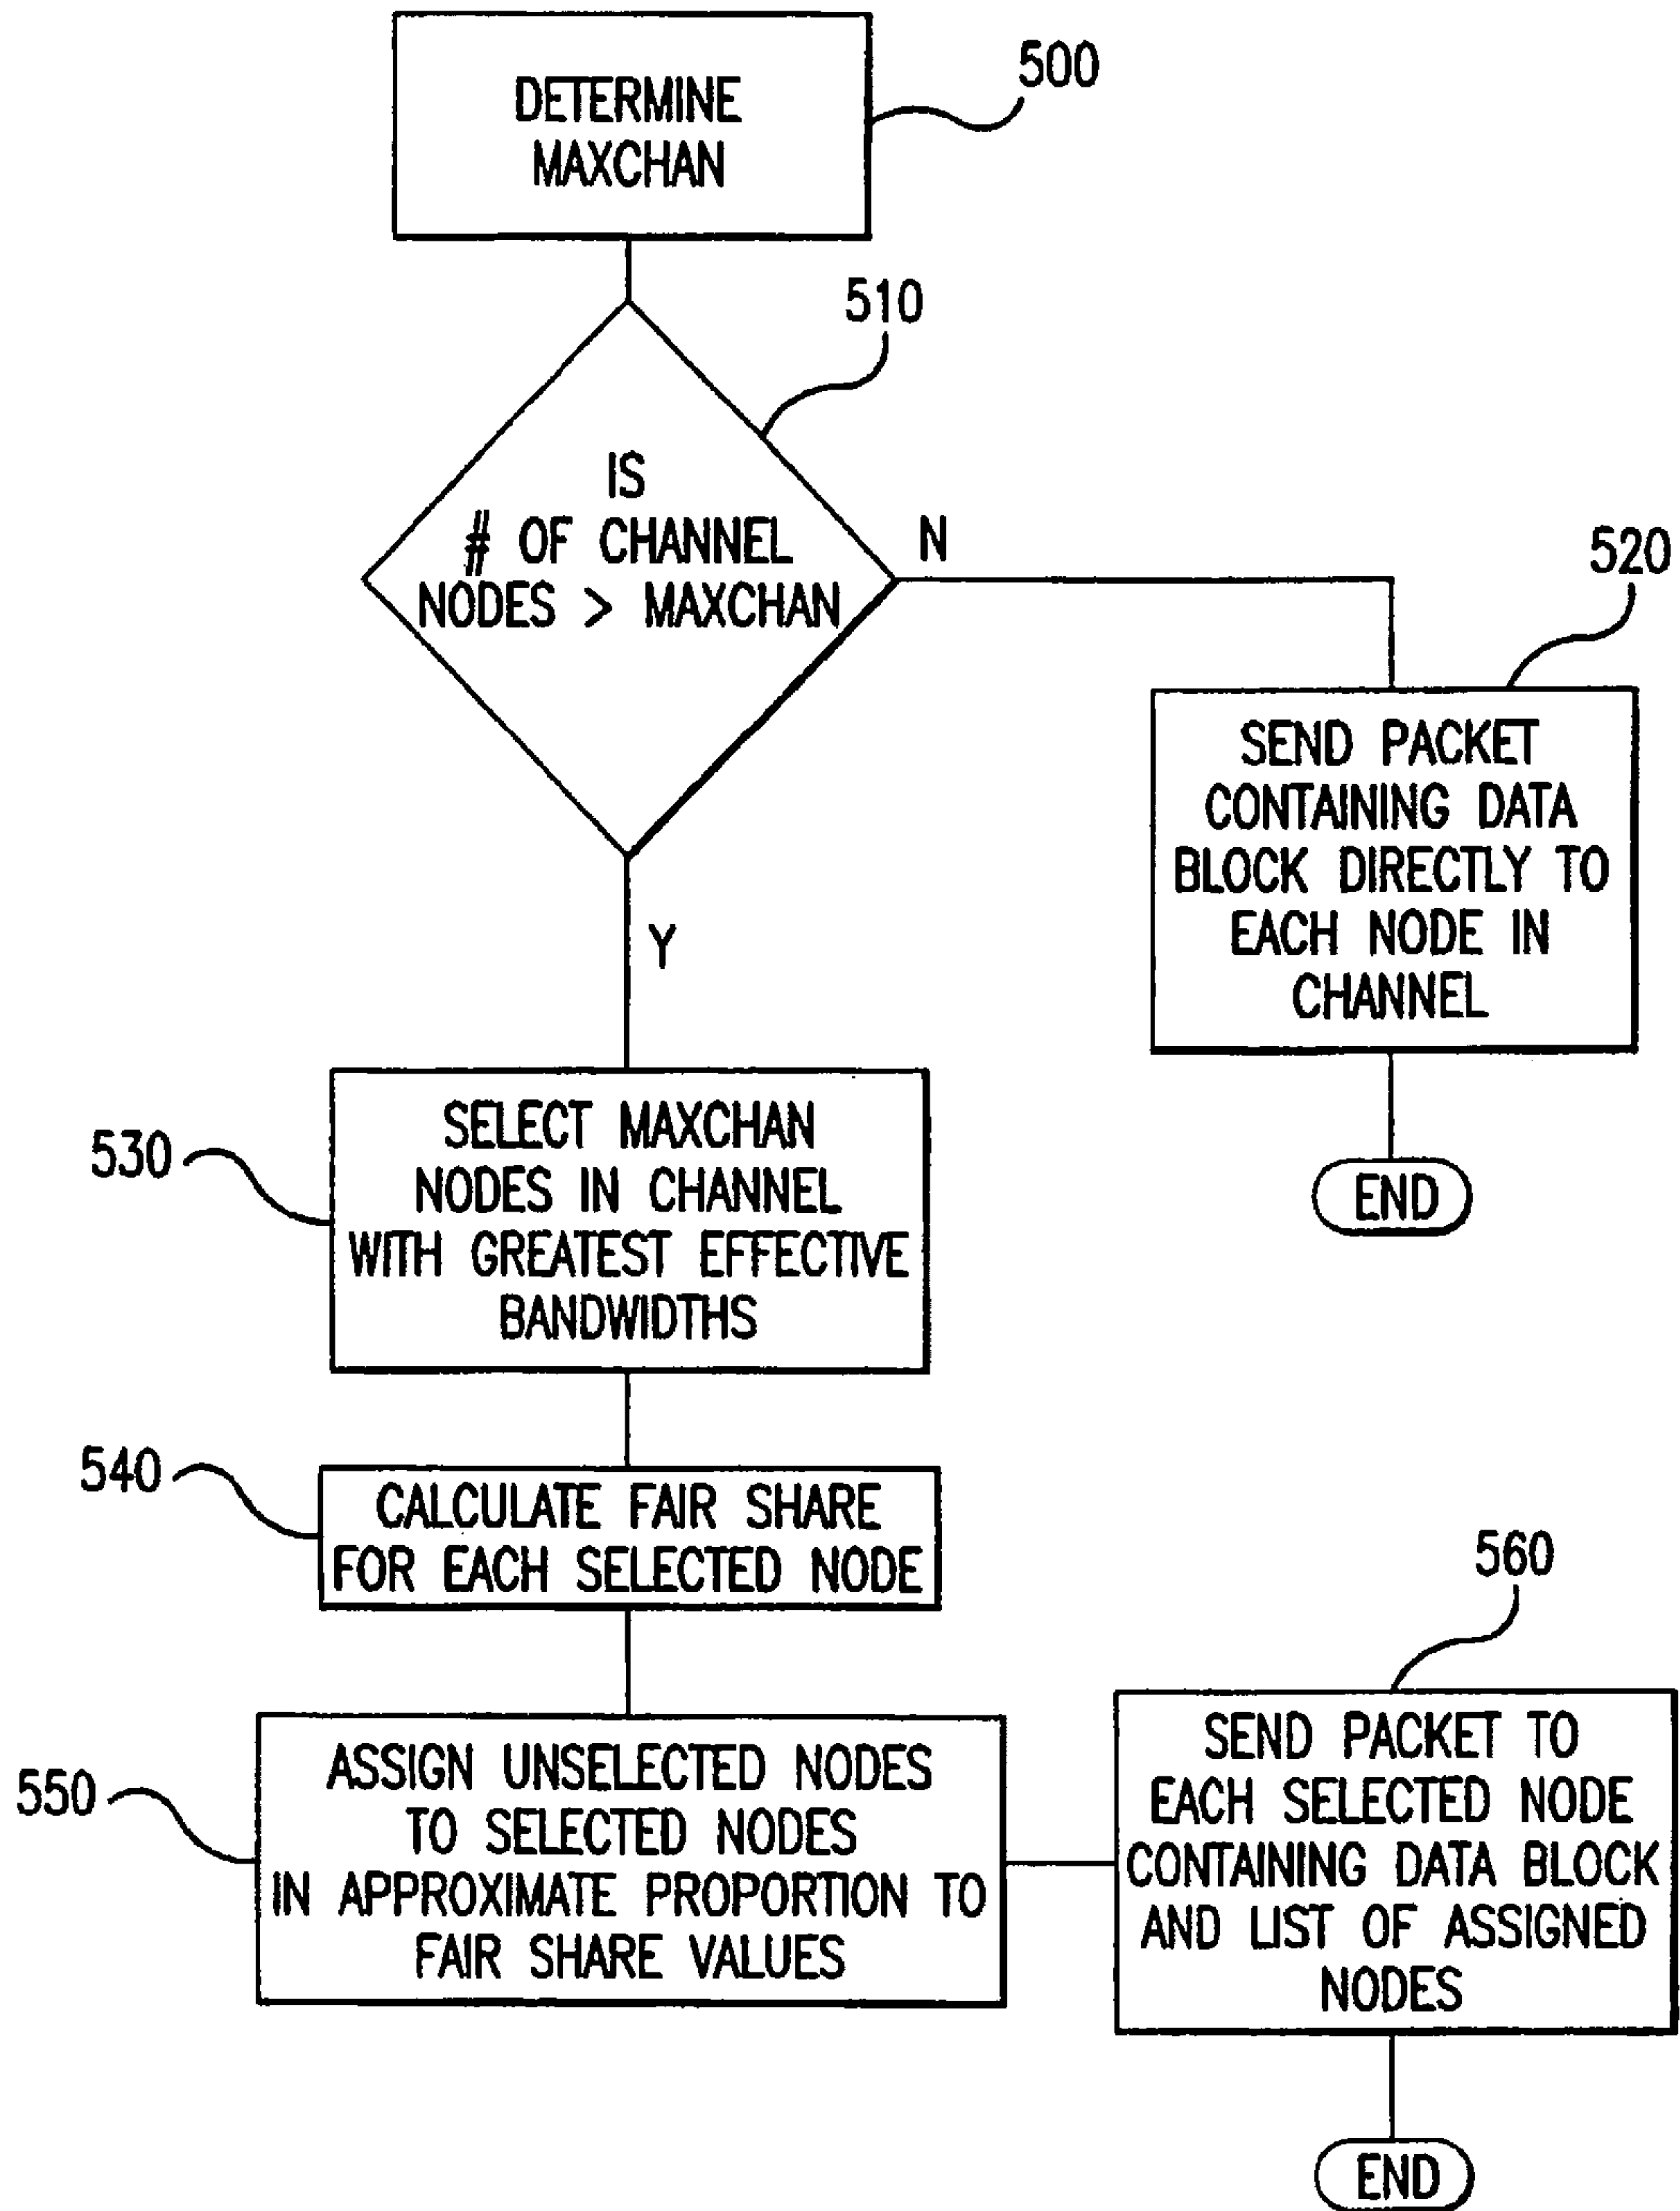 DETERMINE
MAXCHAN
500
510
IS
# OF CHANNEL
NODES > MAXCHAN
N
520
SEND PACKET
CONTAINING DATA
BLOCK DIRECTLY TO
EACH NODE IN
CHANNEL
END
Y
530
SELECT MAXCHAN
NODES IN CHANNEL
WITH GREATEST EFFECTIVE
BANDWIDTHS
540
CALCULATE FAIR SHARE
FOR EACH SELECTED NODE
550
ASSIGN UNSELECTED NODES
TO SELECTED NODES
IN APPROXIMATE PROPORTION TO
FAIR SHARE VALUES
560
SEND PACKET TO
EACH SELECTED NODE
CONTAINING DATA BLOCK
AND LIST OF ASSIGNED
NODES
END